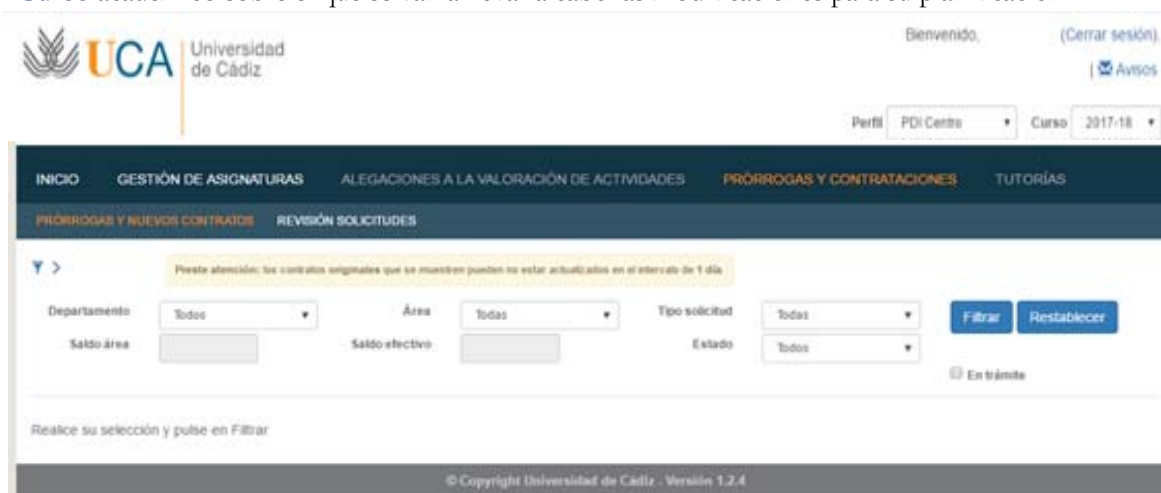 UCA Universidad de Cádiz
Bienvenido, (Cerrar sesión)
| Avisos
Perfil PDI Centro Curso 2017-18
INICIO GESTIÓN DE ASIGNATURAS ALEGACIONES A LA VALORACIÓN DE ACTIVIDADES PRÓRROGAS Y CONTRATACIONES TUTORÍAS
PRÓRROGAS Y NUEVOS CONTRATOS REVISIÓN SOLICITUDES
Preste atención: los contratos originales que se muestren pueden no estar actualizados en el intervalo de 1 día
Departamento Todos Área Todas Tipo solicitud Todas Filtrar Restablecer
Saldo área Saldo efectivo Estado Todos
En trámite
Realice su selección y pulse en Filtrar
© Copyright Universidad de Cádiz - Versión 1.2.4